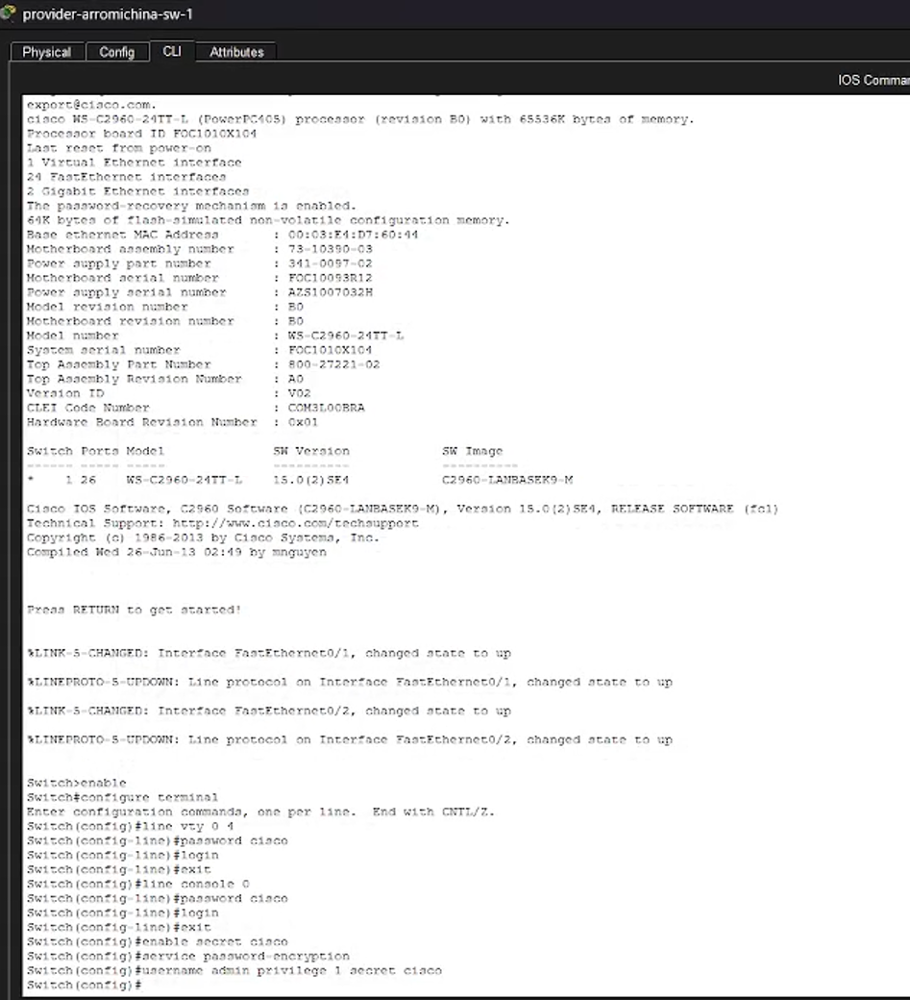 provider-arromichina-sw-1
Physical Config CLI Attributes
IOS Comman
export@cisco.com.
cisco WS-C2960-24TT-L (PowerPC405) processor (revision B0) with 65536K bytes of memory.
Processor board ID FOC1010X104
Last reset from power-on
1 Virtual Ethernet interface
24 FastEthernet interfaces
2 Gigabit Ethernet interfaces
The password-recovery mechanism is enabled.
64K bytes of flash-simulated non-volatile configuration memory.
Base ethernet MAC Address : 00:03:E4:D7:60:44
Motherboard assembly number : 73-10390-03
Power supply part number : 341-0097-02
Motherboard serial number : FOC10093R12
Power supply serial number : AZS1007032H
Model revision number : B0
Motherboard revision number : B0
Model number : WS-C2960-24TT-L
System serial number : FOC1010X104
Top Assembly Part Number : 800-27221-02
Top Assembly Revision Number : A0
Version ID : V02
CLEI Code Number : COM3L00BRA
Hardware Board Revision Number : 0x01
Switch Ports Model SW Version SW Image
------ ----- ----- ---------- ----------
* 1 26 WS-C2960-24TT-L 15.0(2)SE4 C2960-LANBASEK9-M
Cisco IOS Software, C2960 Software (C2960-LANBASEK9-M), Version 15.0(2)SE4, RELEASE SOFTWARE (fc1)
Technical Support: http://www.cisco.com/techsupport
Copyright (c) 1986-2013 by Cisco Systems, Inc.
Compiled Wed 26-Jun-13 02:49 by mnguyen
Press RETURN to get started!
%LINK-5-CHANGED: Interface FastEthernet0/1, changed state to up
%LINEPROTO-5-UPDOWN: Line protocol on Interface FastEthernet0/1, changed state to up
%LINK-5-CHANGED: Interface FastEthernet0/2, changed state to up
%LINEPROTO-5-UPDOWN: Line protocol on Interface FastEthernet0/2, changed state to up
Switch>enable
Switch#configure terminal
Enter configuration commands, one per line. End with CNTL/Z.
Switch(config)#line vty 0 4
Switch(config-line)#password cisco
Switch(config-line)#login
Switch(config-line)#exit
Switch(config)#line console 0
Switch(config-line)#password cisco
Switch(config-line)#login
Switch(config-line)#exit
Switch(config)#enable secret cisco
Switch(config)#service password-encryption
Switch(config)#username admin privilege 1 secret cisco
Switch(config)#